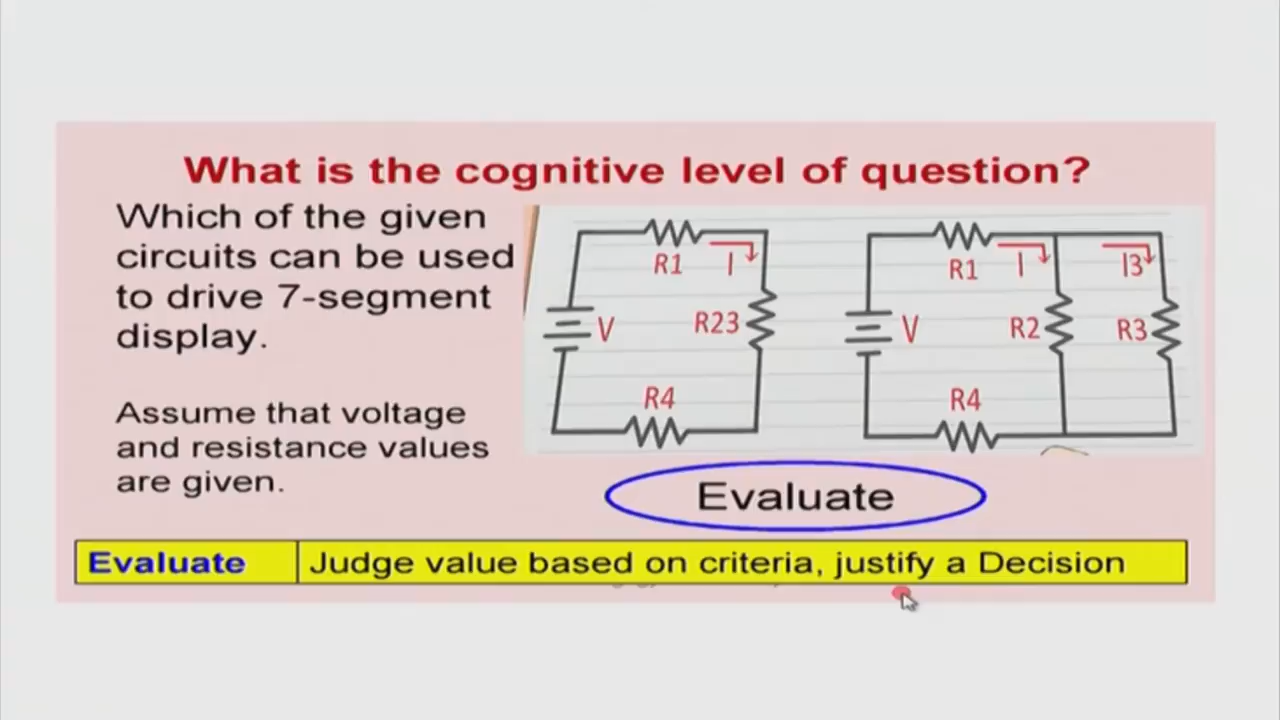 What is the cognitive level of question?
Which of the given
circuits can be used
to drive 7-segment
display.
Assume that voltage
and resistance values
are given.
R1 I
V R23
R4
R1 I I3
V R2 R3
R4
Evaluate
Evaluate Judge value based on criteria, justify a Decision